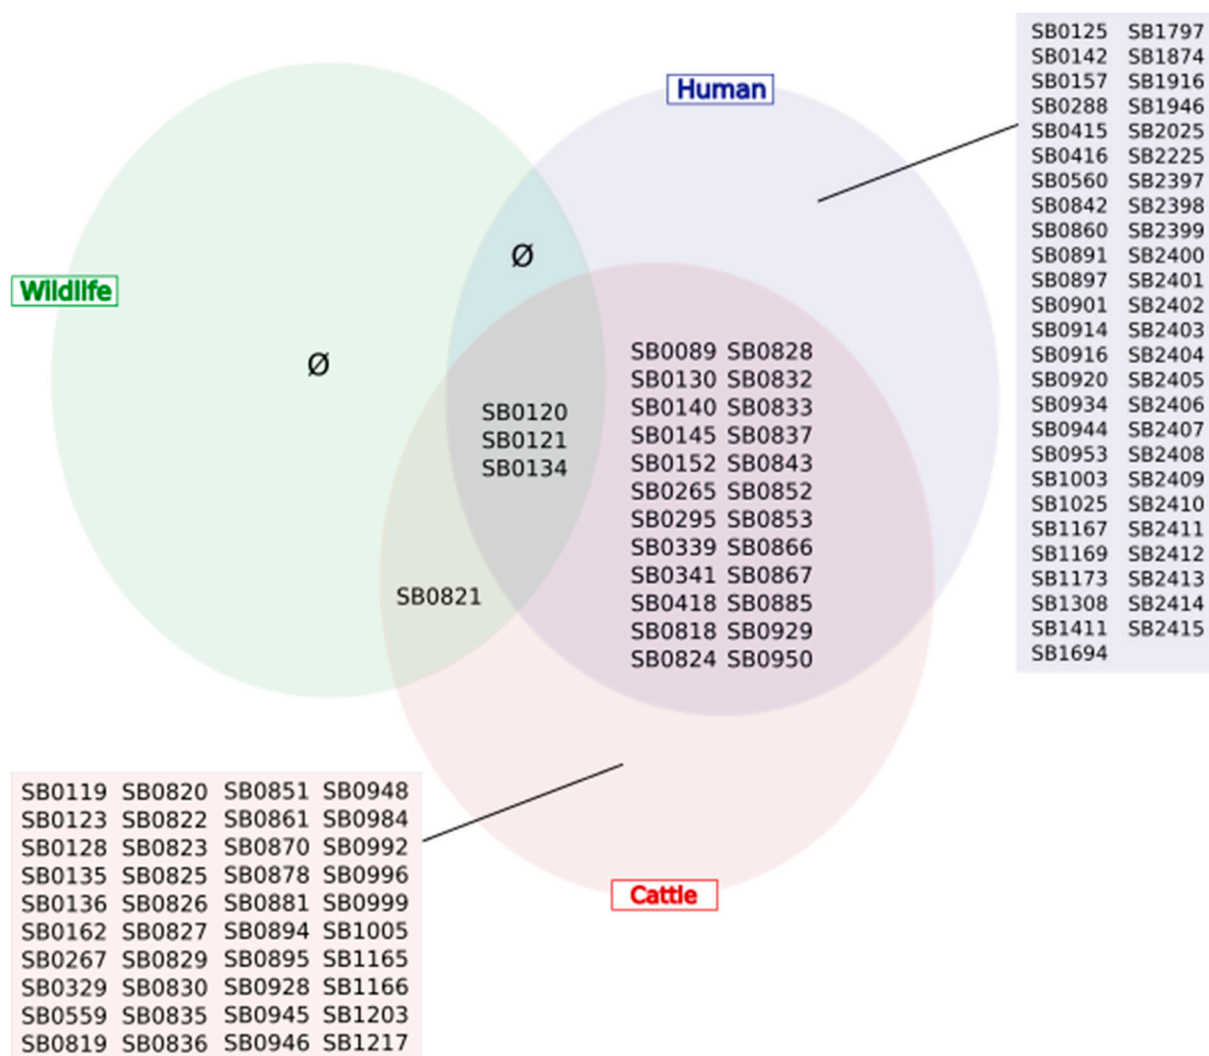 Human
Wildlife
Ø
Ø
SB0125 SB1797
SB0142 SB1874
SB0157 SB1916
SB0288 SB1946
SB0415 SB2025
SB0416 SB2225
SB0560 SB2397
SB0842 SB2398
SB0860 SB2399
SB0891 SB2400
SB0897 SB2401
SB0901 SB2402
SB0914 SB2403
SB0916 SB2404
SB0920 SB2405
SB0934 SB2406
SB0944 SB2407
SB0953 SB2408
SB1003 SB2409
SB1025 SB2410
SB1167 SB2411
SB1169 SB2412
SB1173 SB2413
SB1308 SB2414
SB1411 SB2415
SB1694
SB0120
SB0121
SB0134
SB0089 SB0828
SB0130 SB0832
SB0140 SB0833
SB0145 SB0837
SB0152 SB0843
SB0265 SB0852
SB0295 SB0853
SB0339 SB0866
SB0341 SB0867
SB0418 SB0885
SB0818 SB0929
SB0824 SB0950
SB0821
SB0119 SB0820 SB0851 SB0948
SB0123 SB0822 SB0861 SB0984
SB0128 SB0823 SB0870 SB0992
SB0135 SB0825 SB0878 SB0996
SB0136 SB0826 SB0881 SB0999
SB0162 SB0827 SB0894 SB1005
SB0267 SB0829 SB0895 SB1165
SB0329 SB0830 SB0928 SB1166
SB0559 SB0835 SB0945 SB1203
SB0819 SB0836 SB0946 SB1217
Cattle